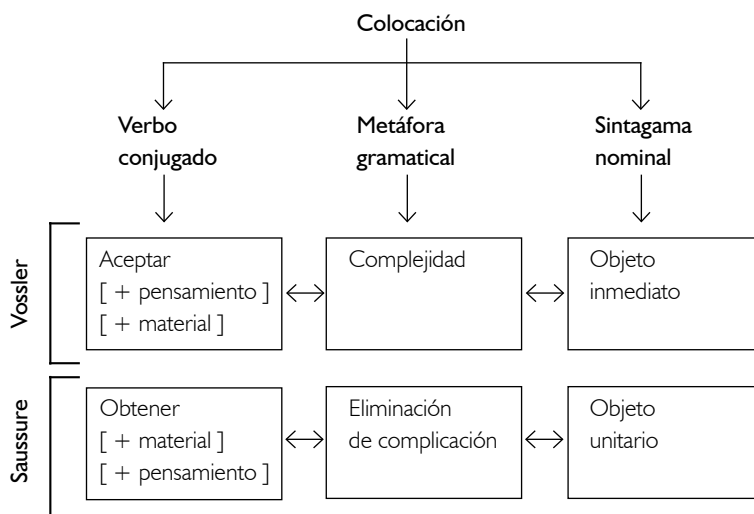 Colocación
Verbo
conjugado
Metáfora
gramatical
Sintagama
nominal
Vossler
Aceptar
[ + pensamiento ]
[ + material ]
Complejidad
Objeto
inmediato
Saussure
Obtener
[ + material ]
[ + pensamiento ]
Eliminación
de complicación
Objeto
unitario